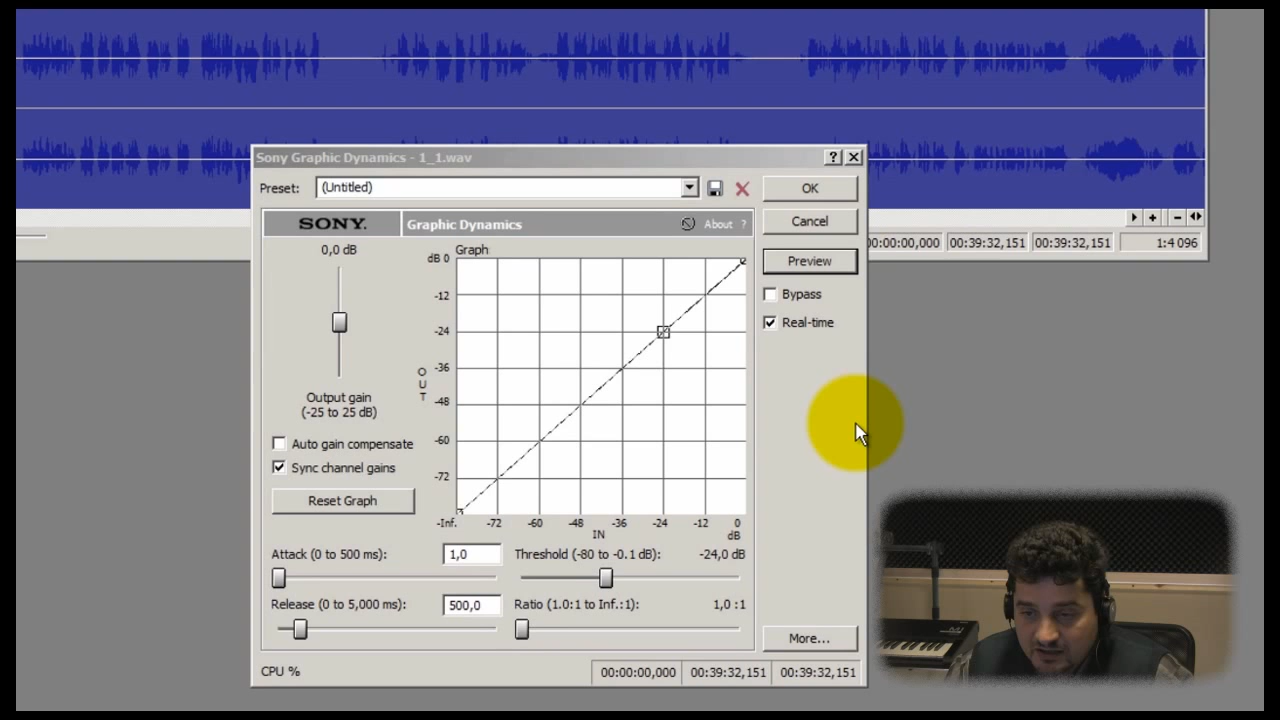 Sony Graphic Dynamics - 1_1.wav
Preset: (Untitled)
OK
SONY. Graphic Dynamics About ?
Cancel
00:00:00,000 00:39:32,151 00:39:32,151 1:4 096
0,0 dB
Graph
dB 0
-12
-24
-36
-48
-60
-72
OUT
Preview
Bypass
Real-time
Output gain
(-25 to 25 dB)
Auto gain compensate
Sync channel gains
Reset Graph
-Inf. -72 -60 -48 -36 -24 -12 0
IN dB
Attack (0 to 500 ms): 1,0 Threshold (-80 to -0.1 dB): -24,0 dB
Release (0 to 5,000 ms): 500,0 Ratio (1.0:1 to Inf.:1): 1,0 :1
More...
CPU % 00:00:00,000 00:39:32,151 00:39:32,151